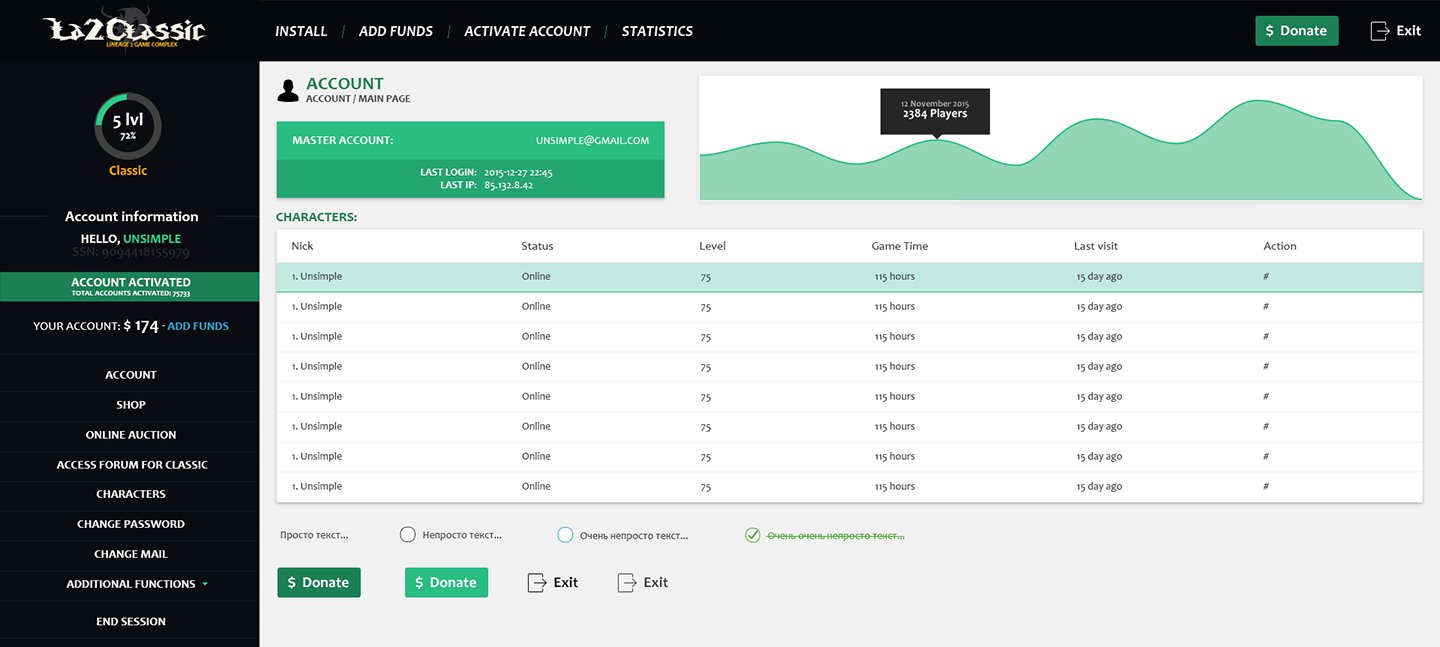 La2Classic
LINEAGE 2 GAME COMPLEX
INSTALL / ADD FUNDS / ACTIVATE ACCOUNT / STATISTICS
$ Donate
Exit
5 lvl
72%
Classic
Account information
HELLO, UNSIMPLE
SSN: 9094418155979
ACCOUNT ACTIVATED
TOTAL ACCOUNTS ACTIVATED: 75733
YOUR ACCOUNT: $ 174 - ADD FUNDS
ACCOUNT
SHOP
ONLINE AUCTION
ACCESS FORUM FOR CLASSIC
CHARACTERS
CHANGE PASSWORD
CHANGE MAIL
ADDITIONAL FUNCTIONS
END SESSION
ACCOUNT
ACCOUNT / MAIN PAGE
MASTER ACCOUNT: UNSIMPLE@GMAIL.COM
LAST LOGIN: 2015-12-27 22:45
LAST IP: 85.132.8.42
12 November 2015
2384 Players
CHARACTERS:
Nick Status Level Game Time Last visit Action
1. Unsimple Online 75 115 hours 15 day ago #
1. Unsimple Online 75 115 hours 15 day ago #
1. Unsimple Online 75 115 hours 15 day ago #
1. Unsimple Online 75 115 hours 15 day ago #
1. Unsimple Online 75 115 hours 15 day ago #
1. Unsimple Online 75 115 hours 15 day ago #
1. Unsimple Online 75 115 hours 15 day ago #
1. Unsimple Online 75 115 hours 15 day ago #
Просто текст... Непросто текст... Очень непросто текст... Очень очень непросто текст...
$ Donate $ Donate Exit Exit